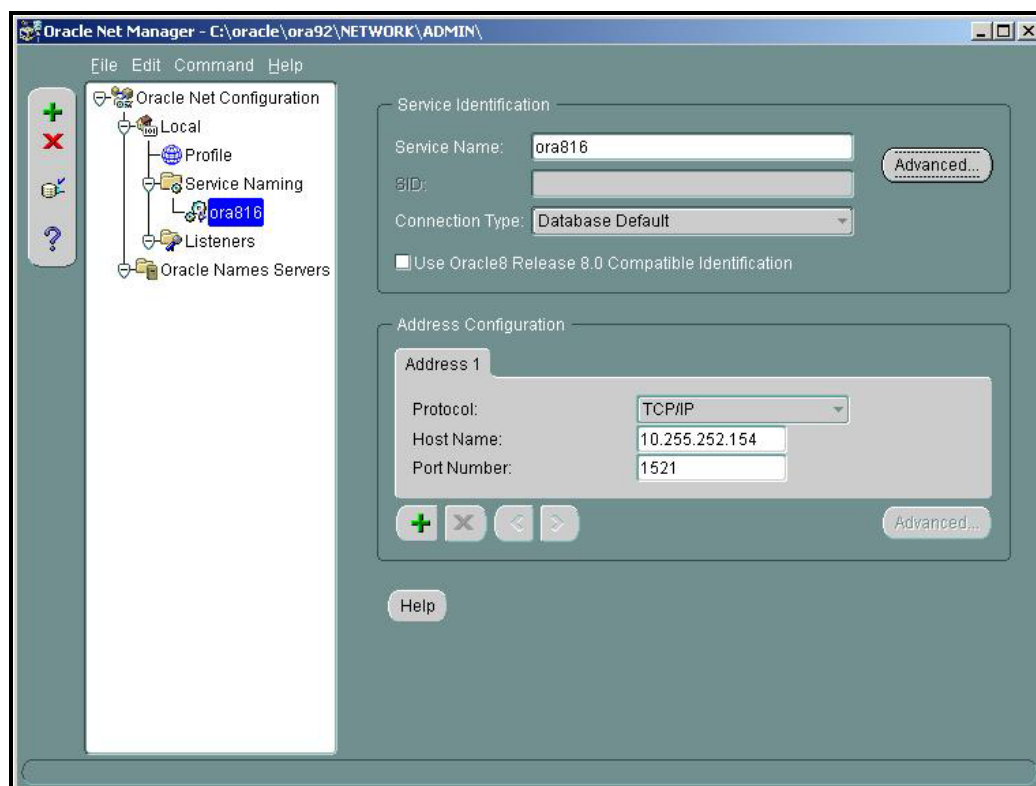 Oracle Net Manager - C:\oracle\ora92\NETWORK\ADMIN\
File Edit Command Help
Oracle Net Configuration
Local
Profile
Service Naming
ora816
Listeners
Oracle Names Servers
Service Identification
Service Name: ora816
Advanced...
SID:
Connection Type: Database Default
Use Oracle8 Release 8.0 Compatible Identification
Address Configuration
Address 1
Protocol: TCP/IP
Host Name: 10.255.252.154
Port Number: 1521
Advanced...
Help